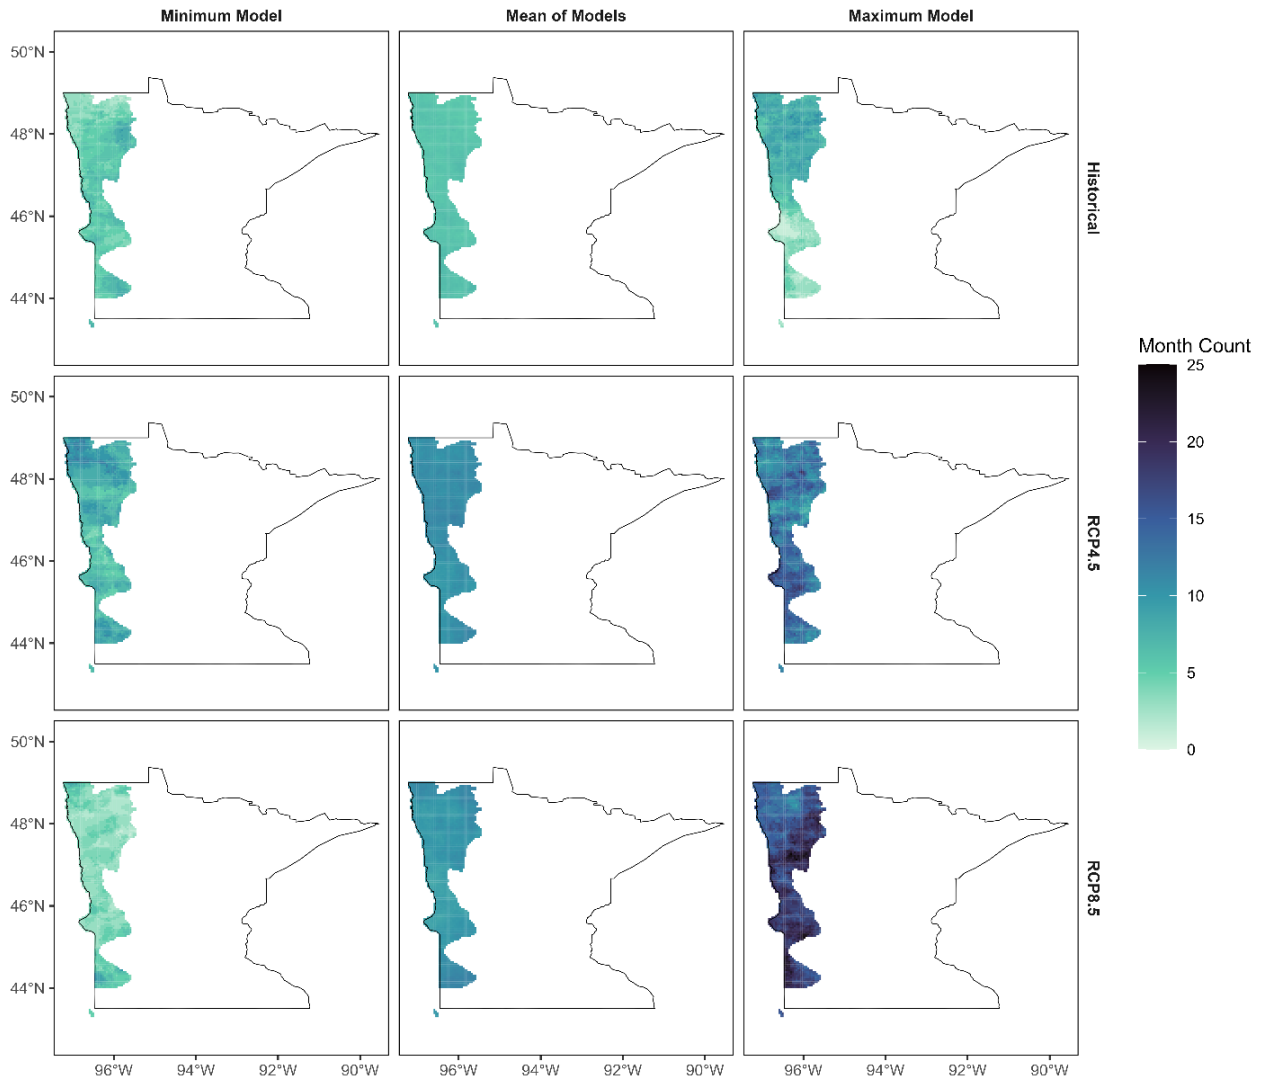 Minimum Model Mean of Models Maximum Model
50°N
48°N
46°N
44°N
Historical
50°N
48°N
46°N
44°N
RCP4.5
50°N
48°N
46°N
44°N
RCP8.5
96°W 94°W 92°W 90°W 96°W 94°W 92°W 90°W 96°W 94°W 92°W 90°W
Month Count
25
20
15
10
5
0